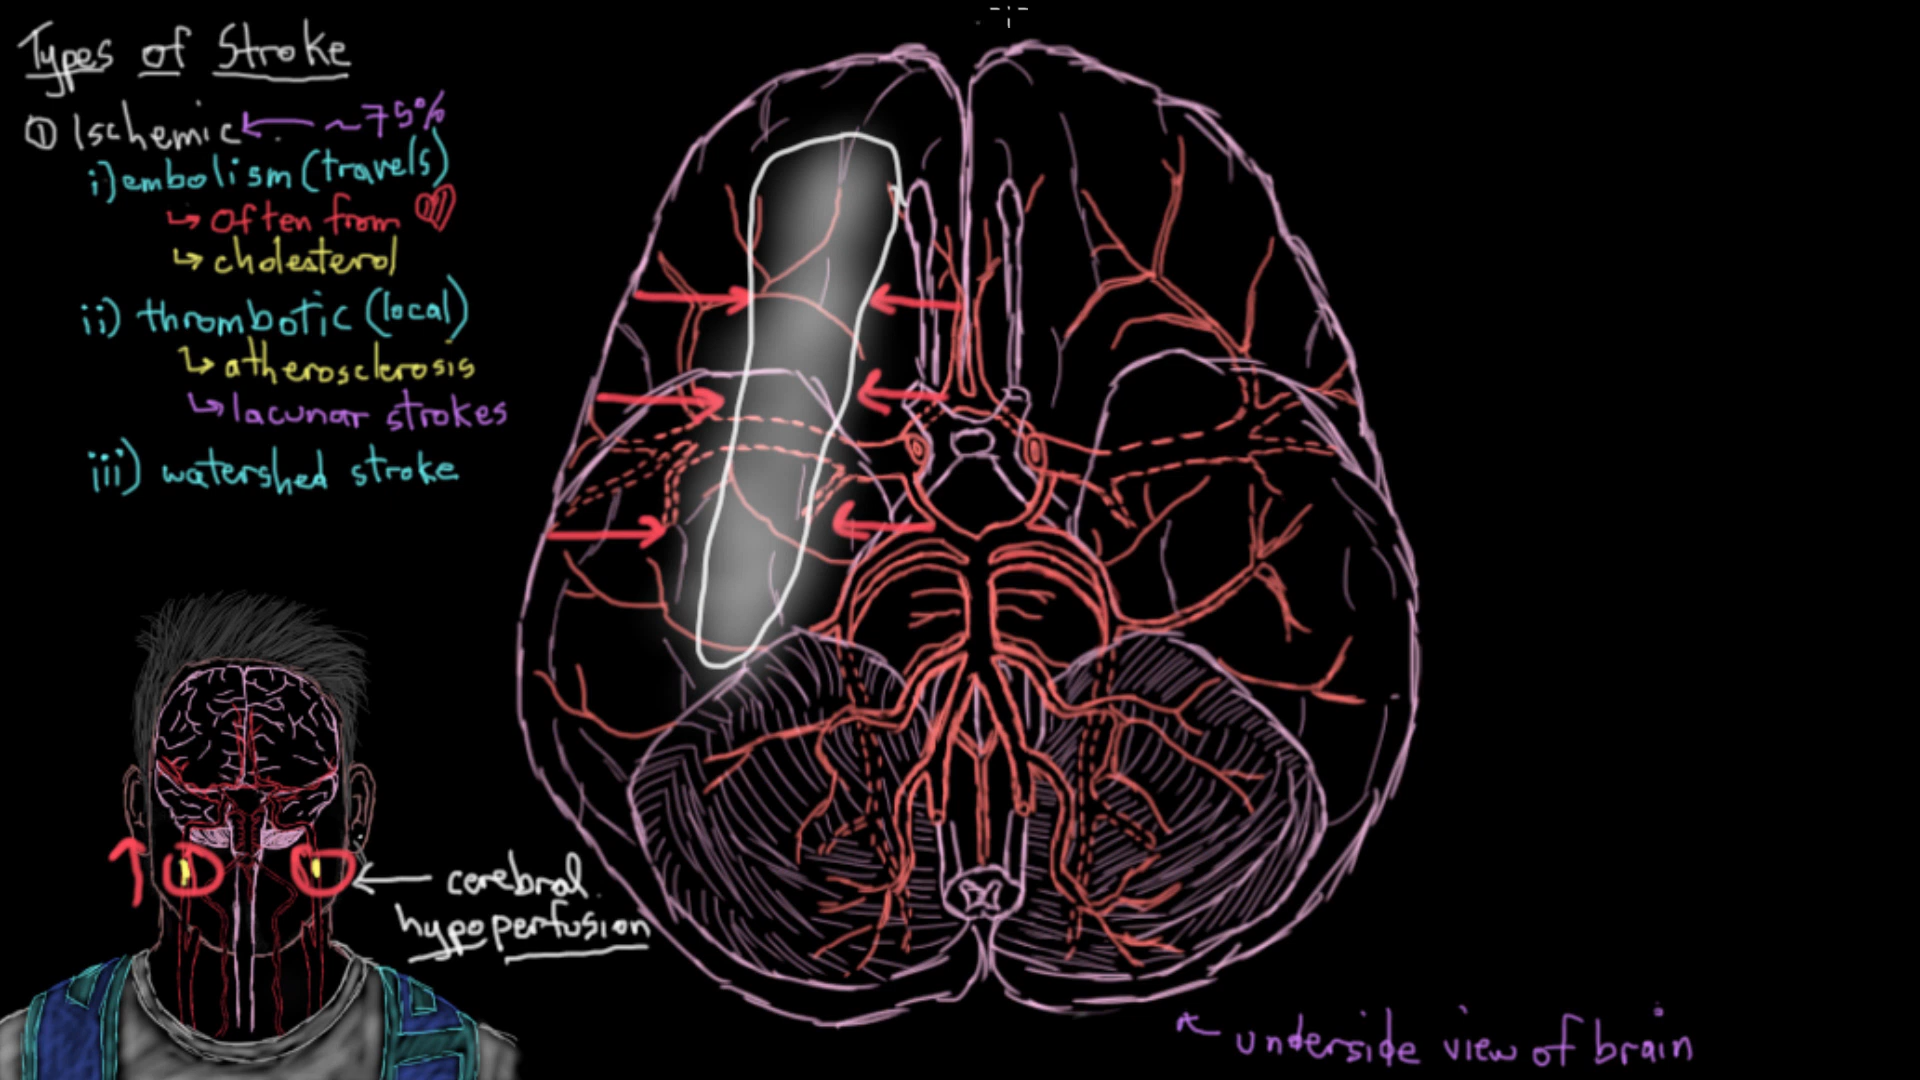 Types of Stroke
① Ischemic ← ~75%
i) embolism (travels)
↳ Often from
↳ cholesterol
ii) thrombotic (local)
↳ atherosclerosis
↳ lacunar strokes
iii) watershed stroke
cerebral
hypoperfusion
underside view of brain